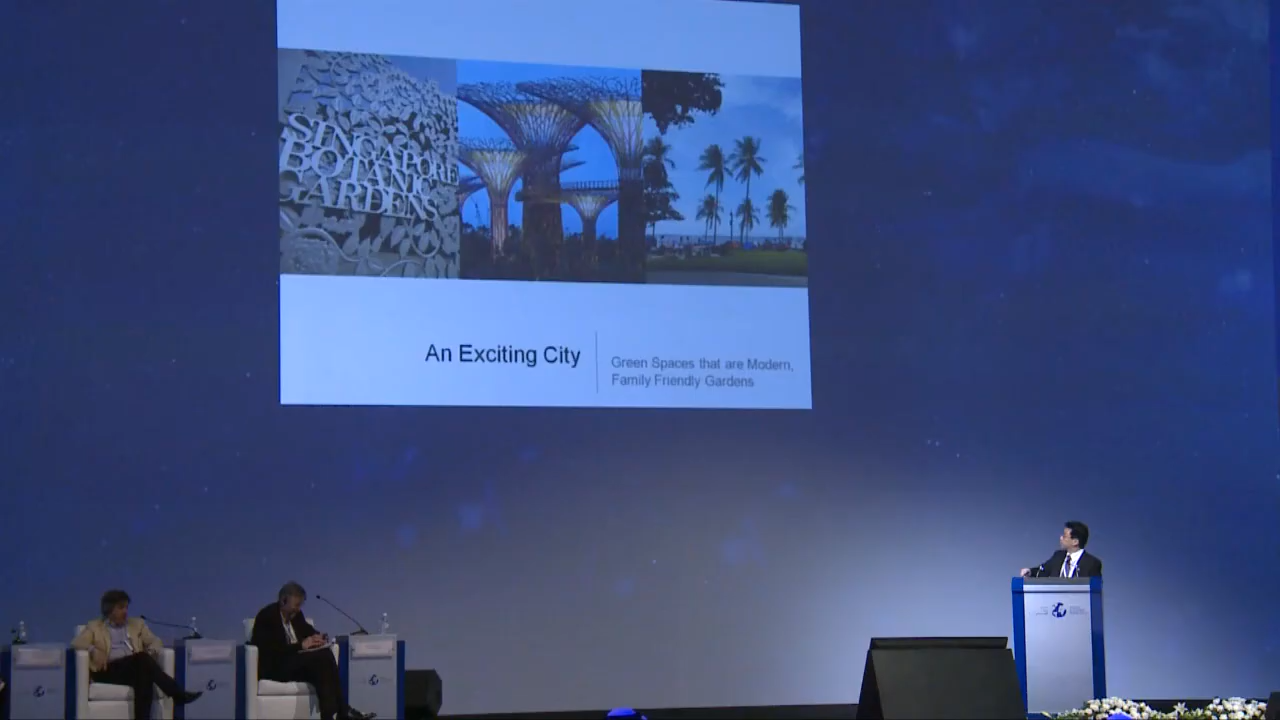 SINGAPORE
BOTANIC
GARDENS
An Exciting City
Green Spaces that are Modern,
Family Friendly Gardens